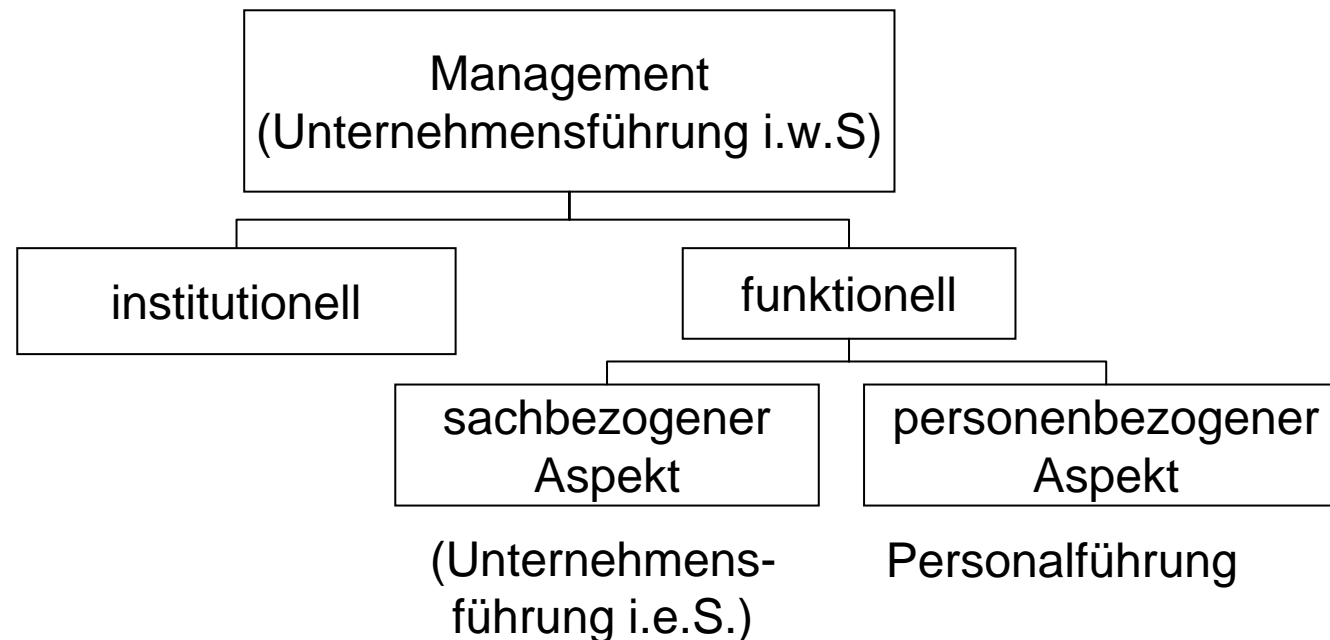 Management
(Unternehmensführung i.w.S)
institutionell
funktionell
sachbezogener
Aspekt
personenbezogener
Aspekt
(Unternehmens-
führung i.e.S.)
Personalführung